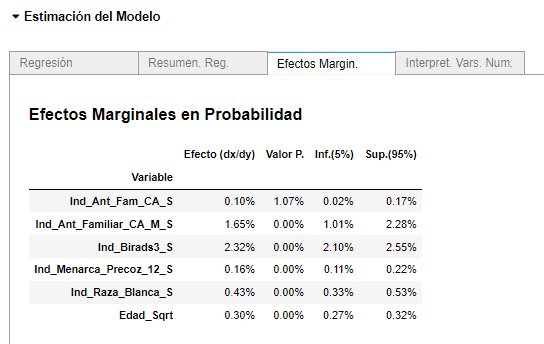 Estimación del Modelo
Regresión Resumen. Reg. Efectos Margin. Interpret. Vars. Num.
Efectos Marginales en Probabilidad
Efecto (dx/dy) Valor P. Inf.(5%) Sup.(95%)
Variable
Ind_Ant_Fam_CA_S 0.10% 1.07% 0.02% 0.17%
Ind_Ant_Familiar_CA_M_S 1.65% 0.00% 1.01% 2.28%
Ind_Birads3_S 2.32% 0.00% 2.10% 2.55%
Ind_Menarca_Precoz_12_S 0.16% 0.00% 0.11% 0.22%
Ind_Raza_Blanca_S 0.43% 0.00% 0.33% 0.53%
Edad_Sqrt 0.30% 0.00% 0.27% 0.32%